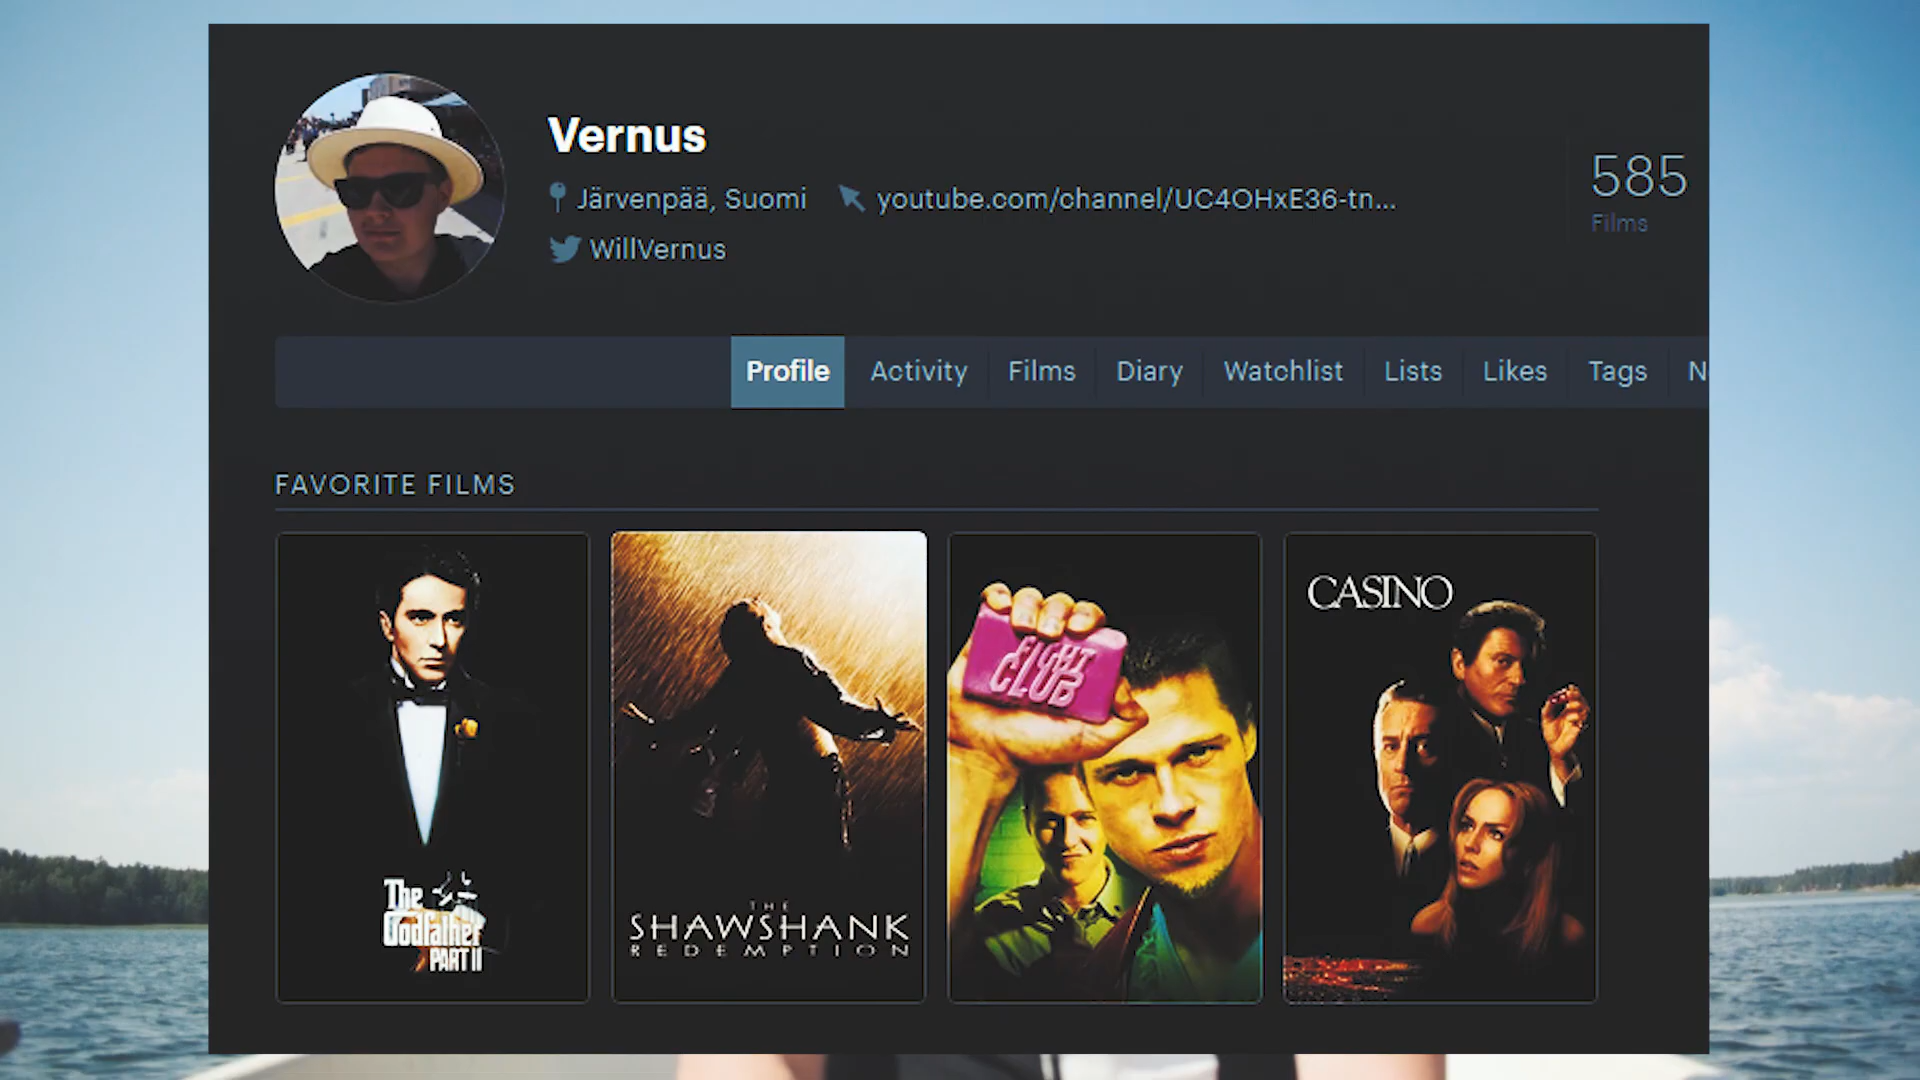 Vernus
Järvenpää, Suomi youtube.com/channel/UC4OHxE36-tn...
WillVernus
585
Films
Profile Activity Films Diary Watchlist Lists Likes Tags N
FAVORITE FILMS
The Godfather PART II
THE
SHAWSHANK
REDEMPTION
FIGHT
CLUB
CASINO